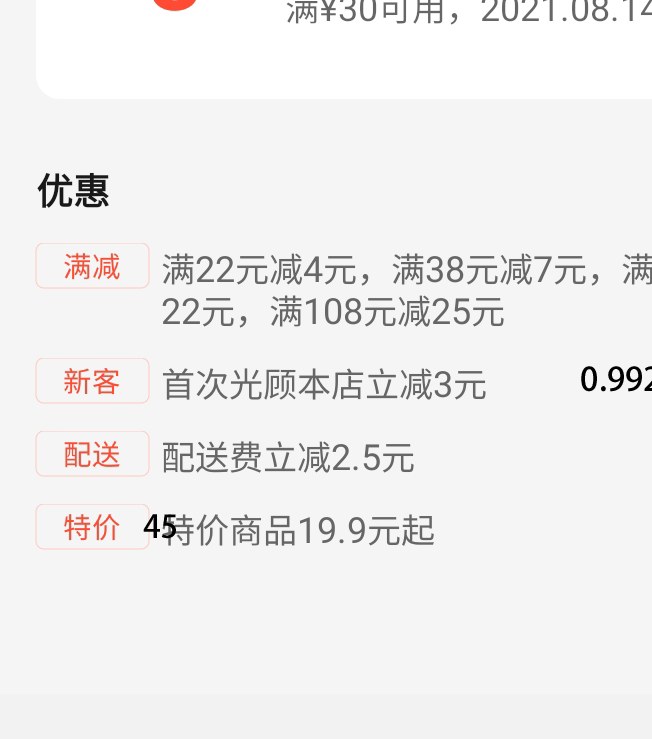 满¥30可用，2021.08.14
优惠
满减 满22元减4元，满38元减7元，满
22元，满108元减25元
新客 首次光顾本店立减3元 0.992
配送 配送费立减2.5元
特价 45特价商品19.9元起